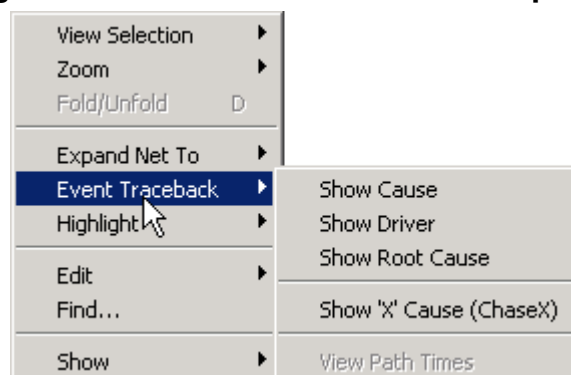 View Selection
Zoom
Fold/Unfold D
Expand Net To
Event Traceback
Highlight
Edit
Find...
Show
Show Cause
Show Driver
Show Root Cause
Show 'X' Cause (ChaseX)
View Path Times